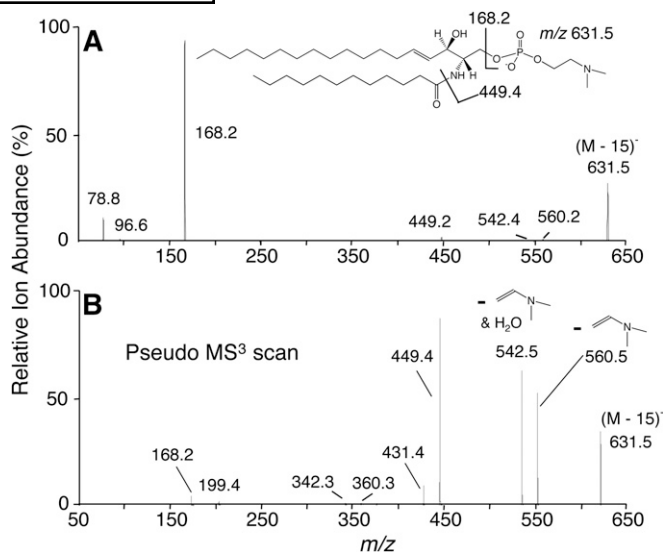 Relative Ion Abundance (%)
100
50
0
A
168.2
m/z 631.5
H
OH
O
P
O
-O
O
N
NH
H
O
449.4
168.2
78.8
96.6
449.2
542.4
560.2
(M - 15)-
631.5
150
250
350
450
550
650
100
50
0
B
Pseudo MS3 scan
- N
& H2O
- N
449.4
542.5
560.5
(M - 15)-
631.5
168.2
199.4
342.3
360.3
431.4
50
150
250
350
450
550
650
m/z